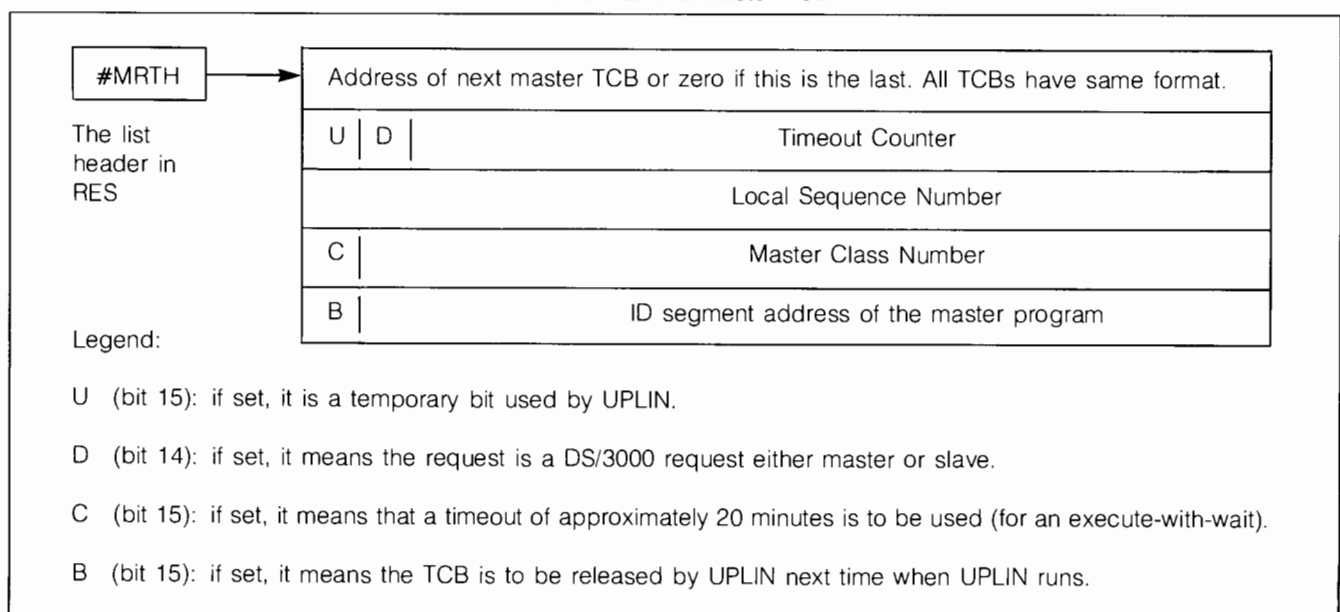 #MRTH
Address of next master TCB or zero if this is the last. All TCBs have same format.
The list
header in
RES
U D Timeout Counter
Local Sequence Number
C Master Class Number
B ID segment address of the master program
Legend:
U (bit 15): if set, it is a temporary bit used by UPLIN.
D (bit 14): if set, it means the request is a DS/3000 request either master or slave.
C (bit 15): if set, it means that a timeout of approximately 20 minutes is to be used (for an execute-with-wait).
B (bit 15): if set, it means the TCB is to be released by UPLIN next time when UPLIN runs.